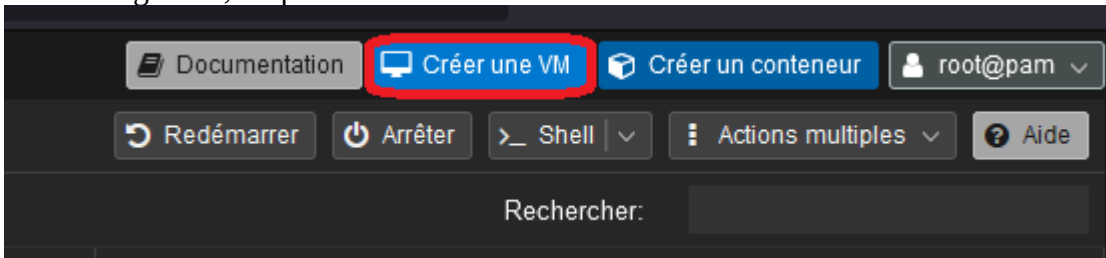 Documentation Créer une VM Créer un conteneur root@pam
Redémarrer Arrêter >_ Shell Actions multiples Aide
Rechercher: